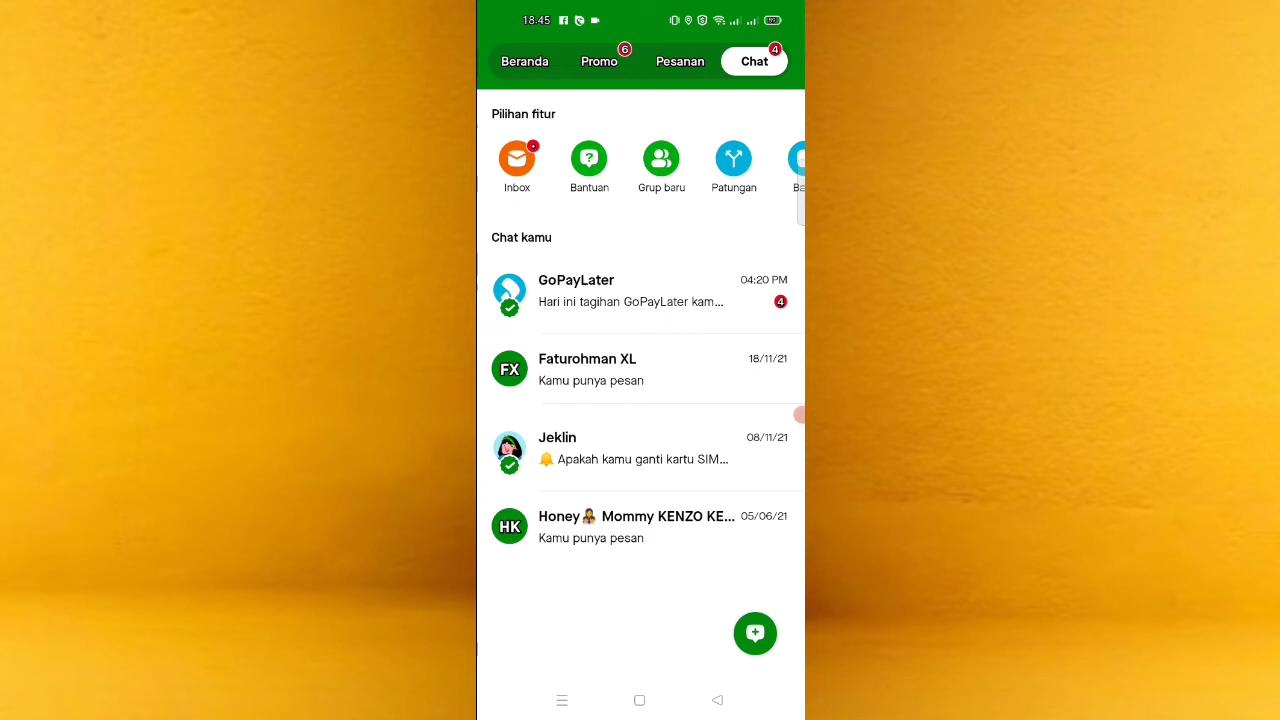 18.45
Beranda Promo 6 Pesanan Chat 4
Pilihan fitur
Inbox Bantuan Grup baru Patungan
Chat kamu
GoPayLater 04:20 PM
Hari ini tagihan GoPayLater kam... 4
FX Faturohman XL 18/11/21
Kamu punya pesan
Jeklin 08/11/21
🔔 Apakah kamu ganti kartu SIM...
HK Honey👩‍🍼 Mommy KENZO KE... 05/06/21
Kamu punya pesan